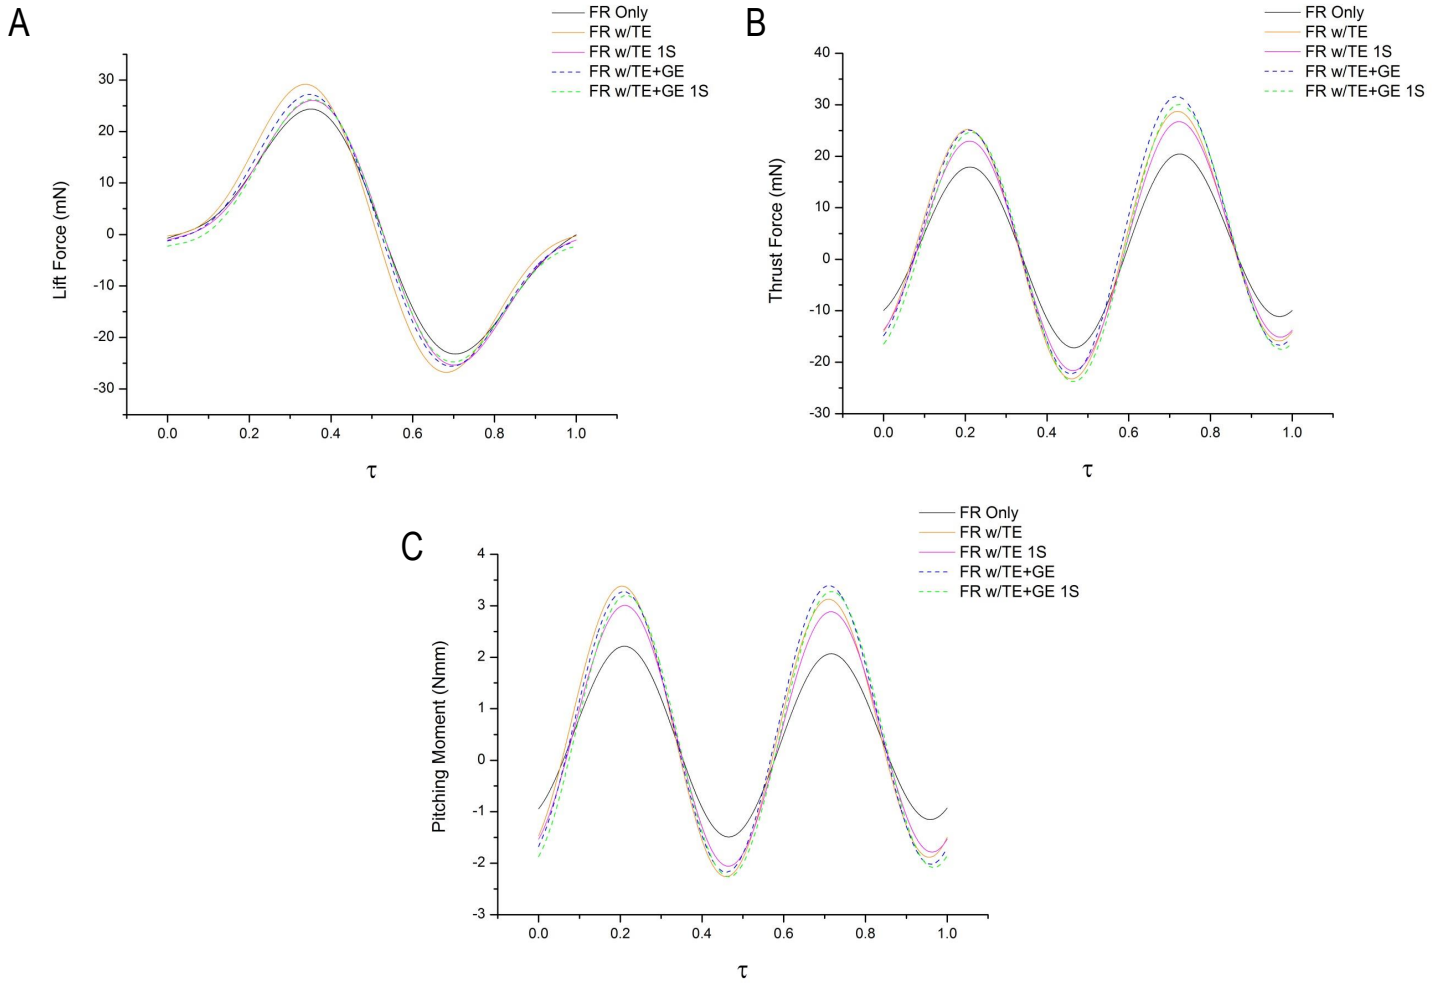 A
FR Only
FR w/TE
FR w/TE 1S
FR w/TE+GE
FR w/TE+GE 1S
Lift Force (mN)
30
20
10
0
-10
-20
-30
0.0 0.2 0.4 0.6 0.8 1.0
τ
B
FR Only
FR w/TE
FR w/TE 1S
FR w/TE+GE
FR w/TE+GE 1S
Thrust Force (mN)
40
30
20
10
0
-10
-20
-30
0.0 0.2 0.4 0.6 0.8 1.0
τ
C
FR Only
FR w/TE
FR w/TE 1S
FR w/TE+GE
FR w/TE+GE 1S
Pitching Moment (Nmm)
4
3
2
1
0
-1
-2
-3
0.0 0.2 0.4 0.6 0.8 1.0
τ